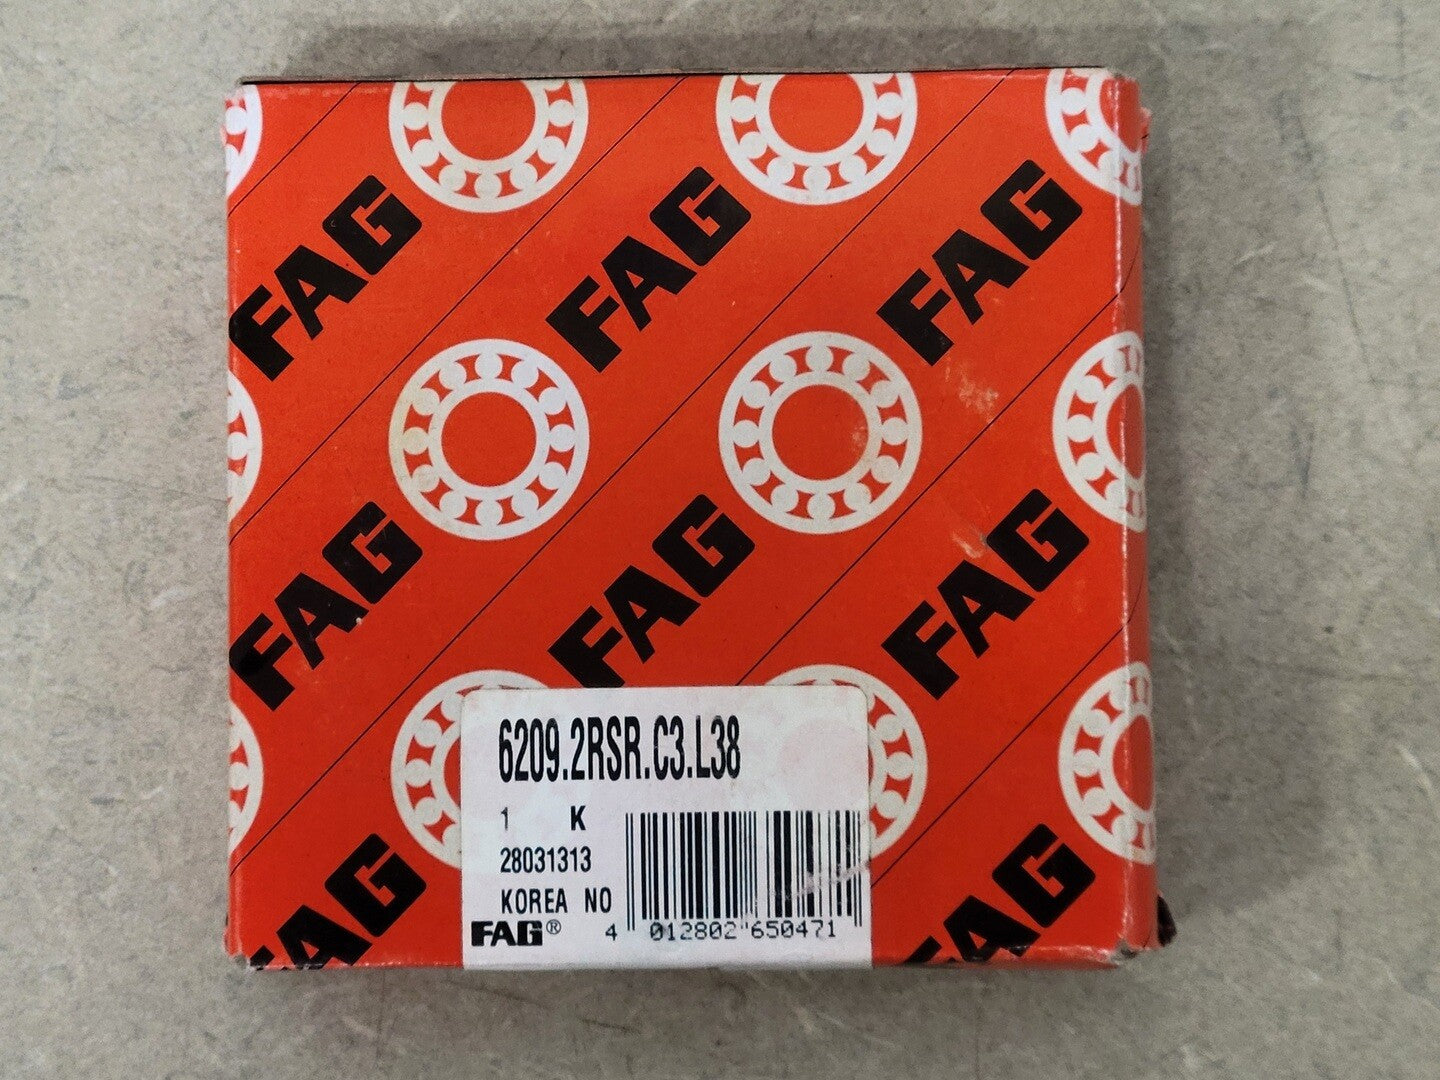 FAG FAG FAG
FAG FAG FAG
FAG FAG
6209.2RSR.C3.L38
1 K
28031313
KOREA NO
FAG®
4 012802 650471